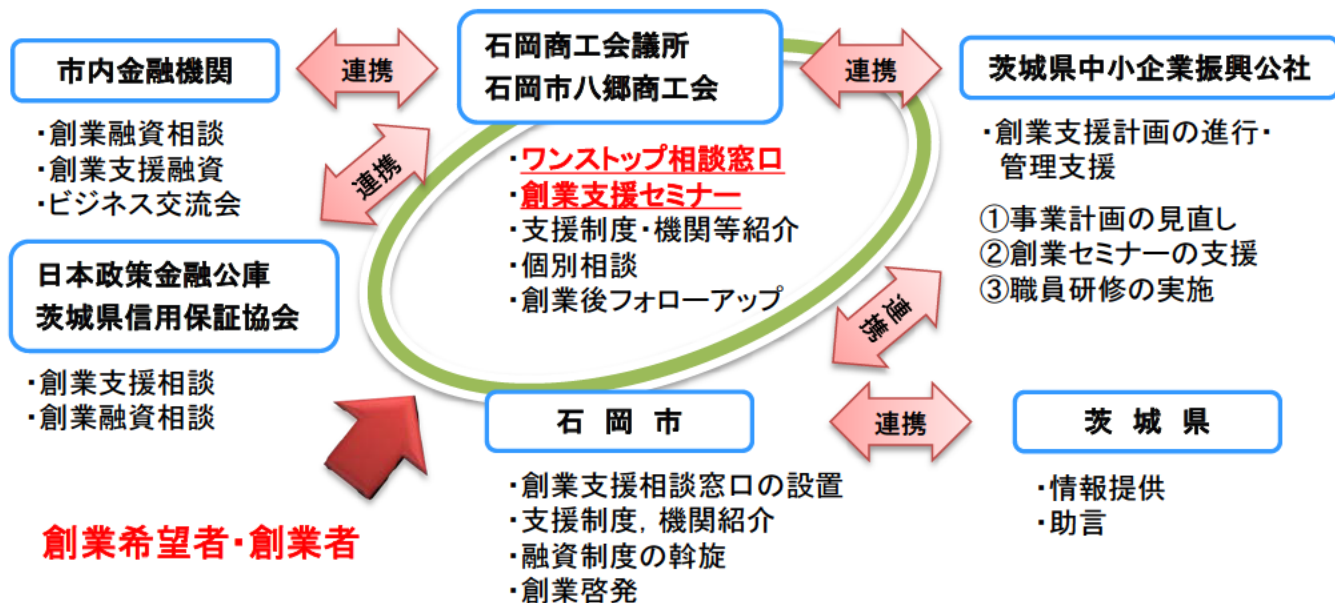 市内金融機関
連携
・創業融資相談
・創業支援融資
・ビジネス交流会
連携
日本政策金融公庫
茨城県信用保証協会
・創業支援相談
・創業融資相談
創業希望者・創業者
石岡商工会議所
石岡市八郷商工会
・ワンストップ相談窓口
・創業支援セミナー
・支援制度・機関等紹介
・個別相談
・創業後フォローアップ
石 岡 市
・創業支援相談窓口の設置
・支援制度，機関紹介
・融資制度の斡旋
・創業啓発
連携
茨城県中小企業振興公社
・創業支援計画の進行・
管理支援
①事業計画の見直し
②創業セミナーの支援
③職員研修の実施
連携
連携
茨 城 県
・情報提供
・助言